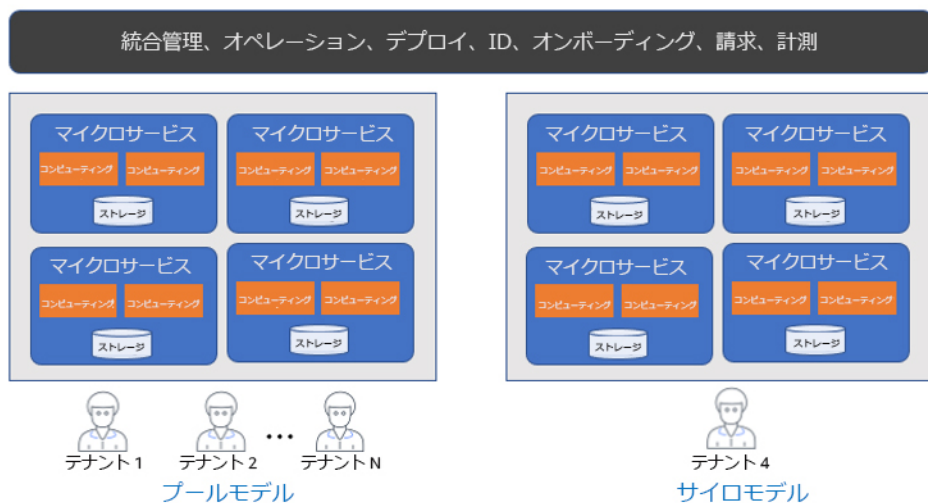 統合管理、オペレーション、デプロイ、ID、オンボーディング、請求、計測
マイクロサービス
コンピューティング コンピューティング
ストレージ
マイクロサービス
コンピューティング コンピューティング
ストレージ
マイクロサービス
コンピューティング コンピューティング
ストレージ
マイクロサービス
コンピューティング コンピューティング
ストレージ
テナント 1
テナント 2
...
テナント N
プールモデル
マイクロサービス
コンピューティング コンピューティング
ストレージ
マイクロサービス
コンピューティング コンピューティング
ストレージ
マイクロサービス
コンピューティング コンピューティング
ストレージ
マイクロサービス
コンピューティング コンピューティング
ストレージ
テナント 4
サイロモデル